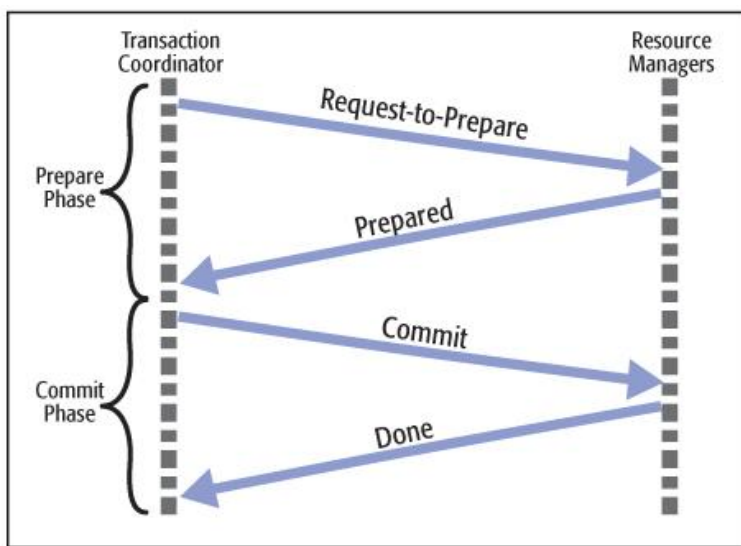 Transaction
Coordinator
Resource
Managers
Request-to-Prepare
Prepare
Phase
Prepared
Commit
Commit
Phase
Done